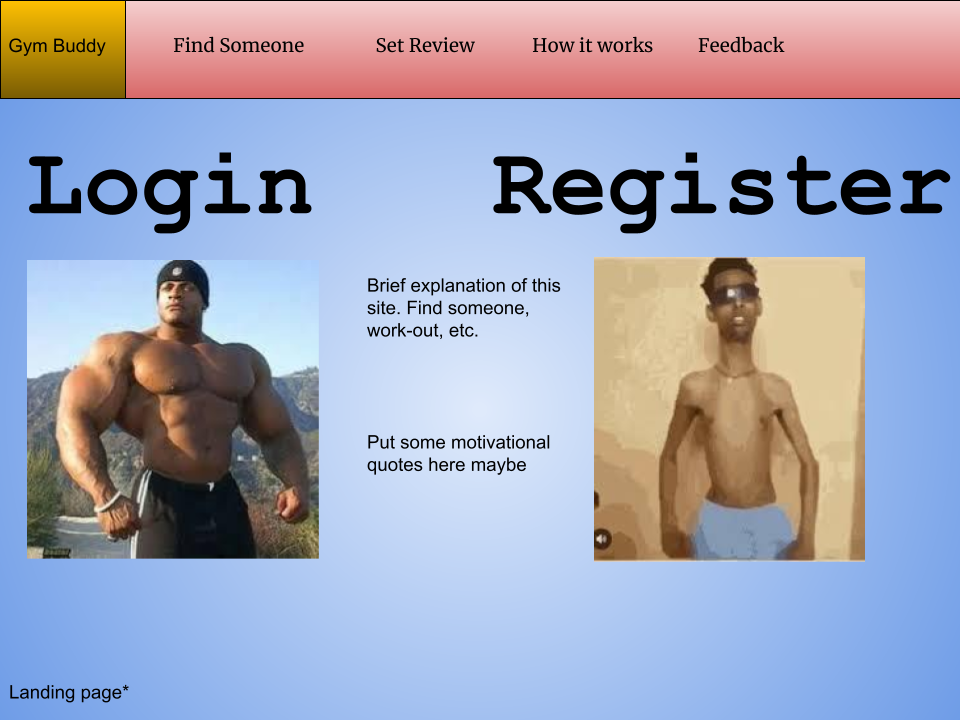 Gym Buddy
Find Someone
Set Review
How it works
Feedback
Login
Register
Brief explanation of this
site. Find someone,
work-out, etc.
Put some motivational
quotes here maybe
Landing page*